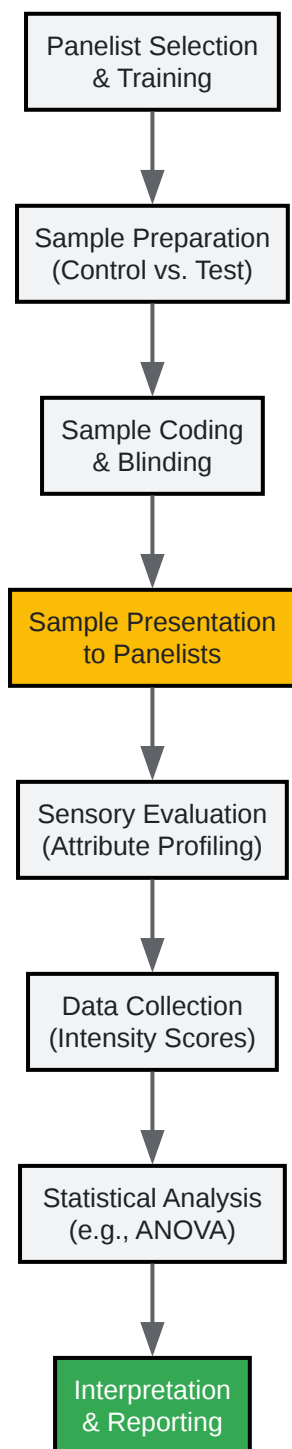 Panelist Selection
& Training
Sample Preparation
(Control vs. Test)
Sample Coding
& Blinding
Sample Presentation
to Panelists
Sensory Evaluation
(Attribute Profiling)
Data Collection
(Intensity Scores)
Statistical Analysis
(e.g., ANOVA)
Interpretation
& Reporting